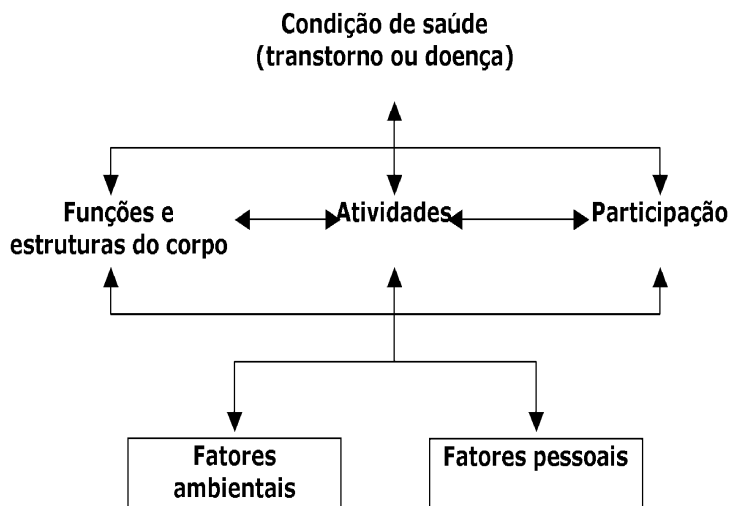 Condição de saúde
(transtorno ou doença)
Funções e
estruturas do corpo
Atividades
Participação
Fatores
ambientais
Fatores pessoais